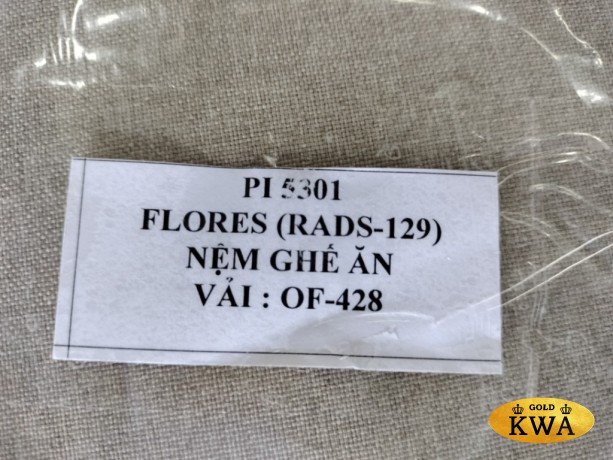 PI 5301
FLORES (RADS-129)
NỆM GHẾ ĂN
VẢI : OF-428
GOLD
KWA